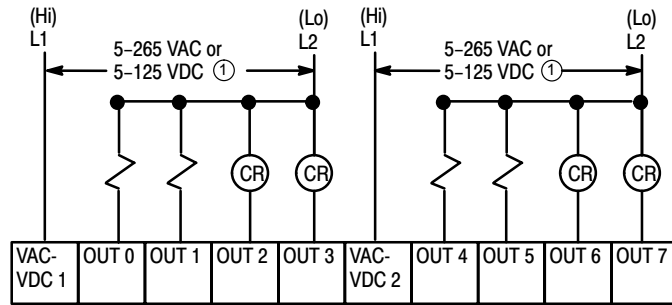 (Hi) (Lo) (Hi) (Lo)
L1 L2 L1 L2
5–265 VAC or 5–265 VAC or
5–125 VDC ① 5–125 VDC ①
CR CR CR CR
VAC- OUT 0 OUT 1 OUT 2 OUT 3 VAC- OUT 4 OUT 5 OUT 6 OUT 7
VDC 1 VDC 2